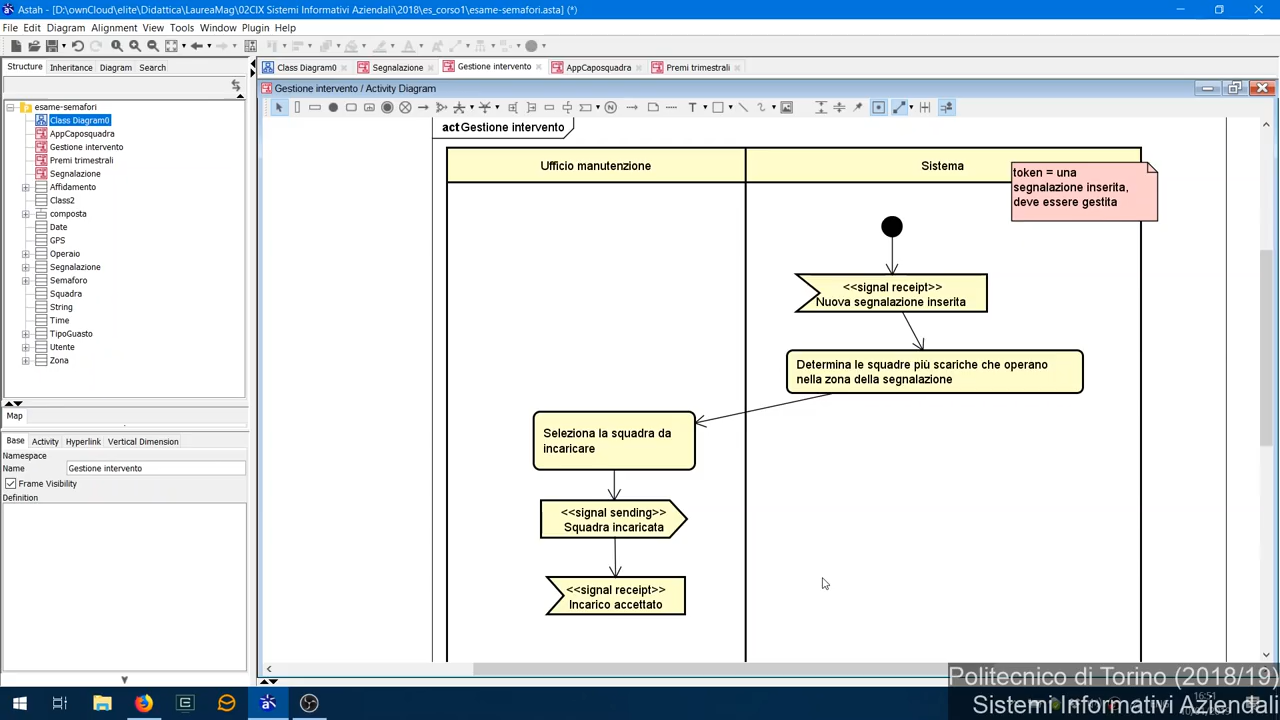 Astah - [D:\ownCloud\elite\Didattica\LaureaMag\02CIX Sistemi Informativi Aziendali\2018\es_corso1\esame-semafori.asta] (*)
File Edit Diagram Alignment View Tools Window Plugin Help
Structure Inheritance Diagram Search
Class Diagram0 Segnalazione Gestione intervento AppCaposquadra Premi trimestrali
Gestione intervento / Activity Diagram
esame-semafori
Class Diagram0
AppCaposquadra
Gestione intervento
Premi trimestrali
Segnalazione
Affidamento
Class2
composta
Date
GPS
Operaio
Segnalazione
Semaforo
Squadra
String
Time
TipoGuasto
Utente
Zona
Map
Base Activity Hyperlink Vertical Dimension
Namespace
Name Gestione intervento
Frame Visibility
Definition
act Gestione intervento
Ufficio manutenzione
Sistema
token = una
segnalazione inserita,
deve essere gestita
<<signal receipt>>
Nuova segnalazione inserita
Determina le squadre più scariche che operano
nella zona della segnalazione
Seleziona la squadra da
incaricare
<<signal sending>>
Squadra incaricata
<<signal receipt>>
Incarico accettato
Politecnico di Torino (2018/19)
16:51
Sistemi Informativi Aziendali